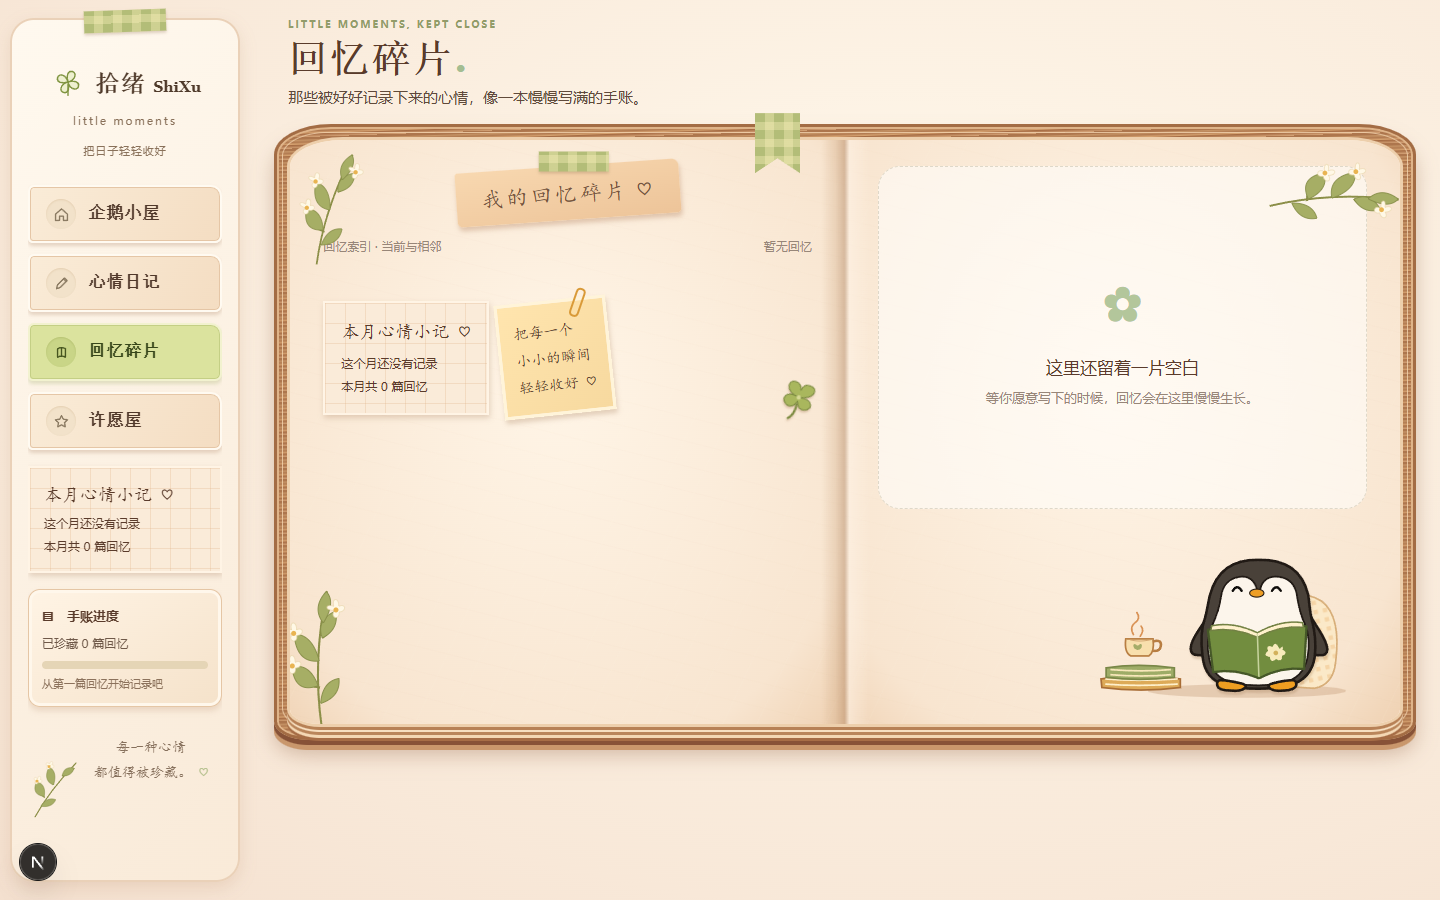 拾绪 ShiXu
little moments
把日子轻轻收好
企鹅小屋
心情日记
回忆碎片
许愿屋
本月心情小记 ♡
这个月还没有记录
本月共 0 篇回忆
手账进度
已珍藏 0 篇回忆
从第一篇回忆开始记录吧
每一种心情
都值得被珍藏。 ♡
N
LITTLE MOMENTS, KEPT CLOSE
回忆碎片.
那些被好好记录下来的心情，像一本慢慢写满的手账。
我的回忆碎片 ♡
回忆索引 · 当前与相邻
暂无回忆
本月心情小记 ♡
这个月还没有记录
本月共 0 篇回忆
把每一个
小小的瞬间
轻轻收好 ♡
这里还留着一片空白
等你愿意写下的时候，回忆会在这里慢慢生长。